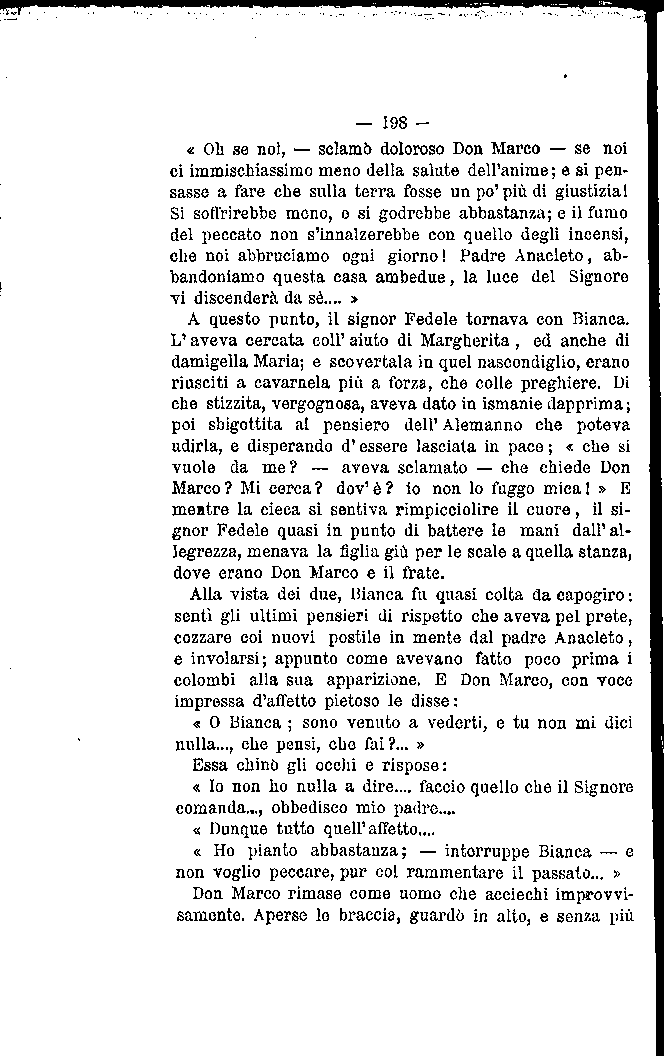 — 198 —
« Oh se noi, — sclamò doloroso Don Marco — se noi
ci immischiassimo meno della salute dell'anime; e si pen-
sasse a fare che sulla terra fosse un po' più di giustizia!
Si soffrirebbe meno, e si godrebbe abbastanza; e il fumo
del peccato non s'innalzerebbe con quello degli incensi,
che noi abbruciamo ogni giorno! Padre Anacleto, ab-
bandoniamo questa casa ambedue, la luce del Signore
vi discenderà da sè.... »
A questo punto, il signor Fedele tornava con Bianca.
L'aveva cercata coll'aiuto di Margherita, ed anche di
damigella Maria; e scovertala in quel nascondiglio, erano
riusciti a cavarnela più a forza, che colle preghiere. Di
che stizzita, vergognosa, aveva dato in ismanie dapprima;
poi sbigottita al pensiero dell'Alemanno che poteva
udirla, e disperando d'essere lasciata in pace; « che si
vuole da me? — aveva sclamato — che chiede Don
Marco? Mi cerca? dov'è? io non lo fuggo mica! » E
mentre la cieca si sentiva rimpicciolire il cuore, il si-
gnor Fedele quasi in punto di battere le mani dall'al-
legrezza, menava la figlia giù per le scale a quella stanza,
dove erano Don Marco e il frate.
Alla vista dei due, Bianca fu quasi colta da capogiro:
sentì gli ultimi pensieri di rispetto che aveva pel prete,
cozzare coi nuovi postile in mente dal padre Anacleto,
e involarsi; appunto come avevano fatto poco prima i
colombi alla sua apparizione. E Don Marco, con voce
impressa d'affetto pietoso le disse:
« O Bianca; sono venuto a vederti, e tu non mi dici
nulla..., che pensi, che fai?... »
Essa chinò gli occhi e rispose:
« Io non ho nulla a dire.... faccio quello che il Signore
comanda..., obbedisco mio padre....
« Dunque tutto quell'affetto....
« Ho pianto abbastanza; — interruppe Bianca — e
non voglio peccare, pur col rammentare il passato... »
Don Marco rimase come uomo che acciechi improvvi-
samente. Aperse le braccia, guardò in alto, e senza più